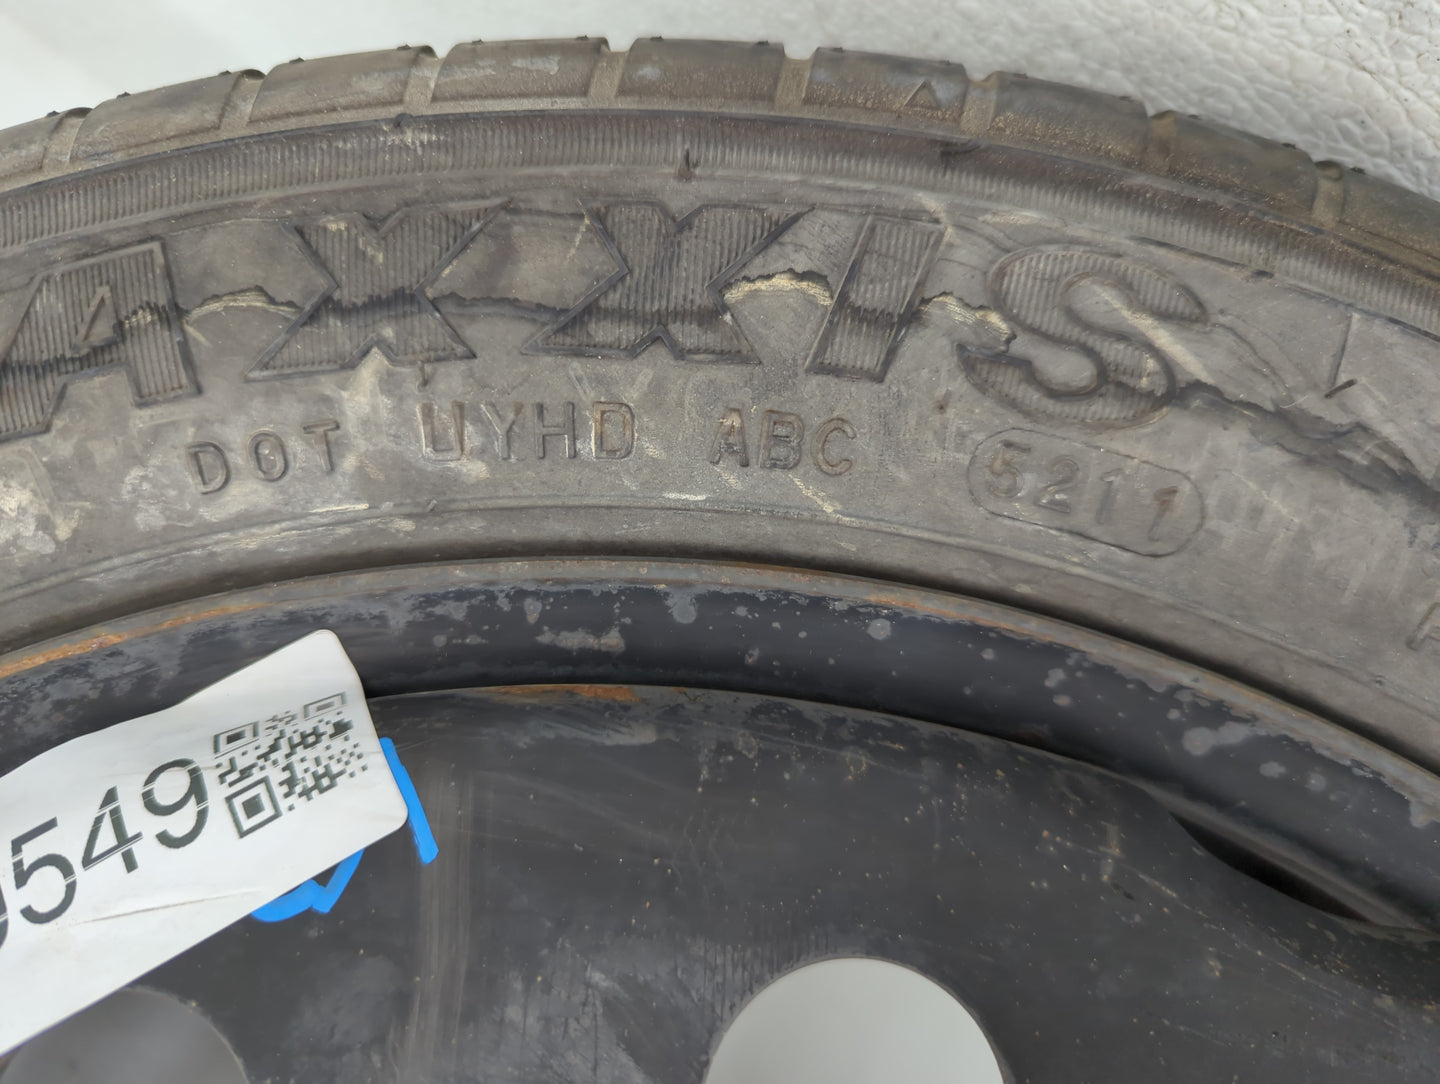 AXXIS
DOT UYHD ABC 5211
549